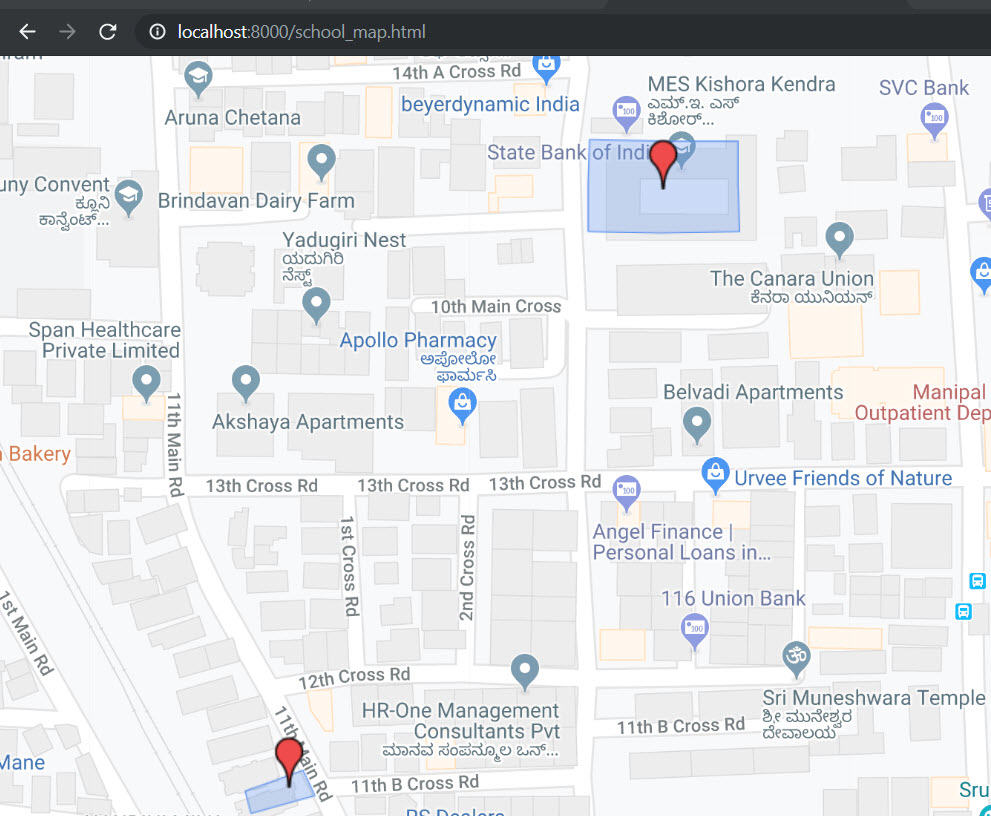 localhost:8000/school_map.html
14th A Cross Rd
MES Kishora Kendra
ಎಮ್.ಇ. ಎಸ್
ಕಿಶೋರ್...
SVC Bank
beyerdynamic India
Aruna Chetana
State Bank of Indi
uny Convent
ಕ್ಲೂನಿ
ಕಾನ್ವೆಂಟ್...
Brindavan Dairy Farm
Yadugiri Nest
ಯದುಗಿರಿ
ನೆಸ್ಟ್
The Canara Union
ಕೆನರಾ ಯುನಿಯನ್
10th Main Cross
Span Healthcare
Private Limited
Apollo Pharmacy
ಅಪೋಲೋ
ಫಾರ್ಮಸಿ
Belvadi Apartments
Manipal
Outpatient Dep
Akshaya Apartments
11th Main Rd
Bakery
13th Cross Rd
13th Cross Rd
13th Cross Rd
Urvee Friends of Nature
1st Cross Rd
2nd Cross Rd
Angel Finance |
Personal Loans in...
116 Union Bank
1st Main Rd
12th Cross Rd
Sri Muneshwara Temple
ಶ್ರೀ ಮುನೇಶ್ವರ
ದೇವಾಲಯ
HR-One Management
Consultants Pvt
ಮಾನವ ಸಂಪನ್ಮೂಲ ಒನ್...
11th B Cross Rd
11th Main Rd
Mane
11th B Cross Rd
Sru